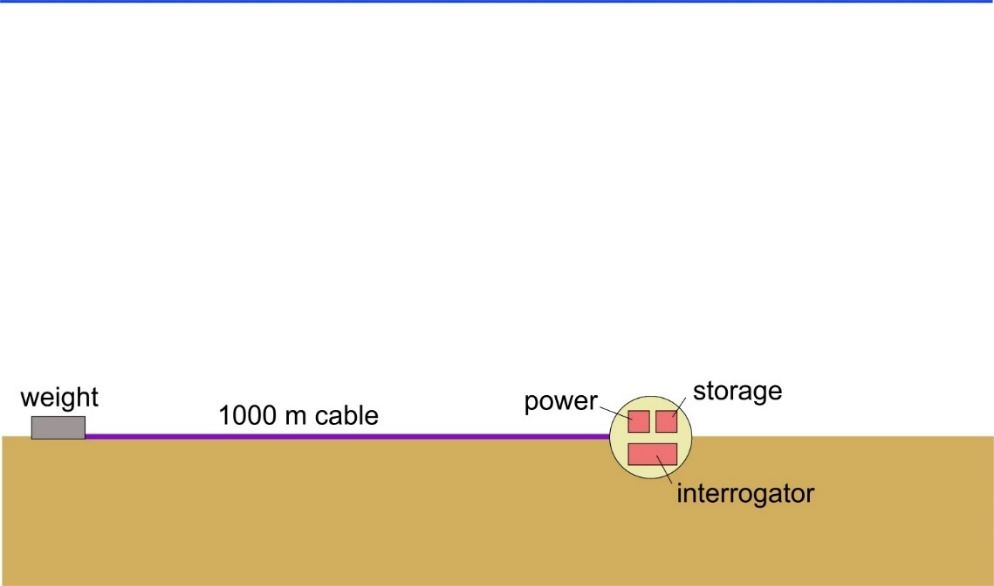 weight
1000 m cable
power
storage
interrogator